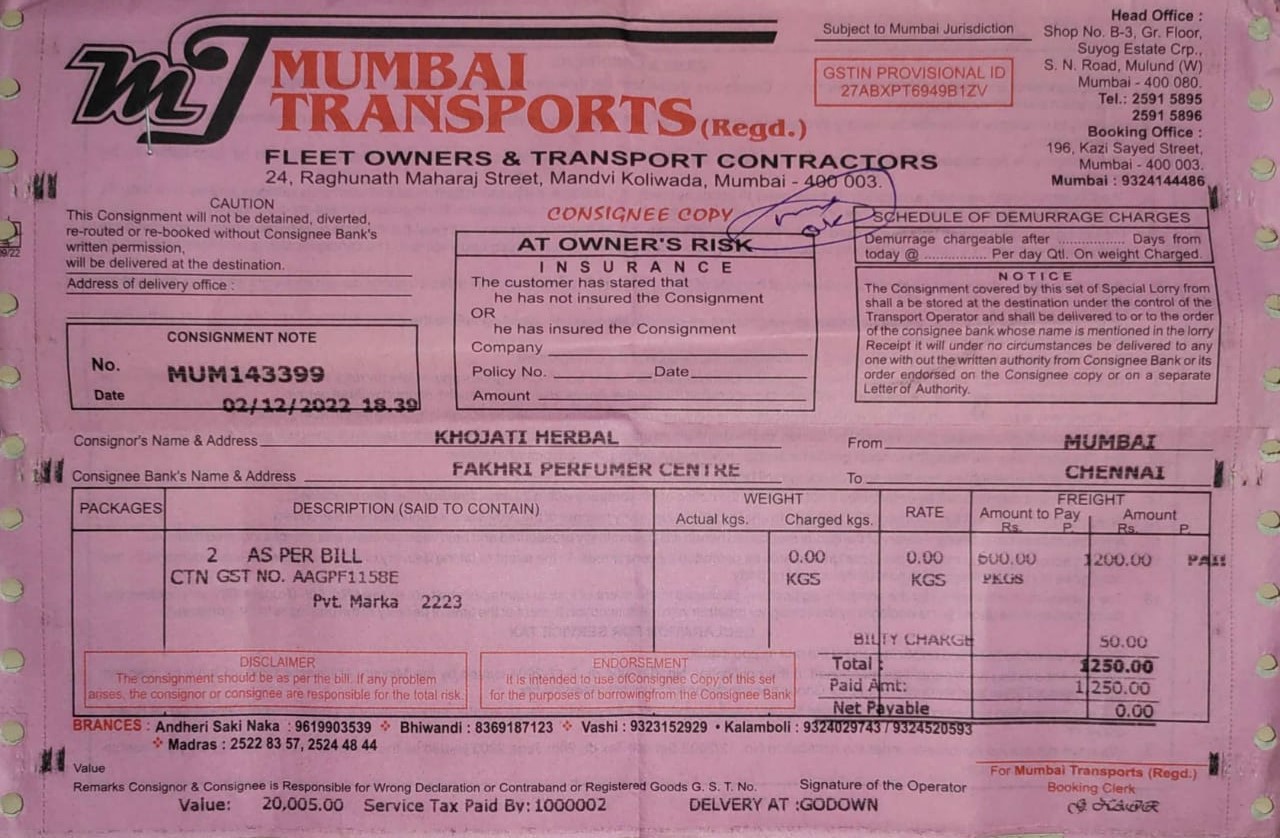 mT
MUMBAI
TRANSPORTS (Regd.)
FLEET OWNERS & TRANSPORT CONTRACTORS
24, Raghunath Maharaj Street, Mandvi Koliwada, Mumbai - 400 003.
Subject to Mumbai Jurisdiction
GSTIN PROVISIONAL ID
27ABXPT6949B1ZV
Head Office :
Shop No. B-3, Gr. Floor,
Suyog Estate Crp.,
S. N. Road, Mulund (W)
Mumbai - 400 080.
Tel.: 2591 5895
2591 5896
Booking Office :
196, Kazi Sayed Street,
Mumbai - 400 003.
Mumbai : 9324144486
CAUTION
This Consignment will not be detained, diverted,
re-routed or re-booked without Consignee Bank's
written permission,
will be delivered at the destination.
Address of delivery office :
CONSIGNMENT NOTE
No. MUM143399
Date 02/12/2022 18.39
CONSIGNEE COPY
AT OWNER'S RISK
INSURANCE
The customer has stared that
he has not insured the Consignment
OR
he has insured the Consignment
Company
Policy No. Date
Amount
SCHEDULE OF DEMURRAGE CHARGES
Demurrage chargeable after ................ Days from
today @ ............... Per day Qtl. On weight Charged.
NOTICE
The Consignment covered by this set of Special Lorry from
shall a be stored at the destination under the control of the
Transport Operator and shall be delivered to or to the order
of the consignee bank whose name is mentioned in the lorry
Receipt it will under no circumstances be delivered to any
one with out the written authority from Consignee Bank or its
order endorsed on the Consignee copy or on a separate
Letter of Authority.
Consignor's Name & Address KHOJATI HERBAL From MUMBAI
Consignee Bank's Name & Address FAKHRI PERFUMER CENTRE To CHENNAI
PACKAGES DESCRIPTION (SAID TO CONTAIN) WEIGHT RATE FREIGHT
Actual kgs. Charged kgs. Amount to Pay Amount
Rs. P. Rs. P.
2 AS PER BILL 0.00 0.00 600.00 1200.00 PAID
CTN GST NO. AAGPF1158E KGS KGS PKGS
Pvt. Marka 2223
BILTY CHARGE 50.00
Total : 1250.00
Paid Amt: 1,250.00
Net Payable 0.00
DISCLAIMER
The consignment should be as per the bill. If any problem
arises, the consignor or consignee are responsible for the total risk.
ENDORSEMENT
It is intended to use ofConsignee Copy of this set
for the purposes of borrowingfrom the Consignee Bank
BRANCES : Andheri Saki Naka : 9619903539 ❖ Bhiwandi : 8369187123 ❖ Vashi : 9323152929 • Kalamboli : 9324029743 / 9324520593
❖ Madras : 2522 83 57, 2524 48 44
Value
Remarks Consignor & Consignee is Responsible for Wrong Declaration or Contraband or Registered Goods G. S. T. No. Signature of the Operator
Value: 20,005.00 Service Tax Paid By: 1000002 DELVERY AT :GODOWN
For Mumbai Transports (Regd.)
Booking Clerk